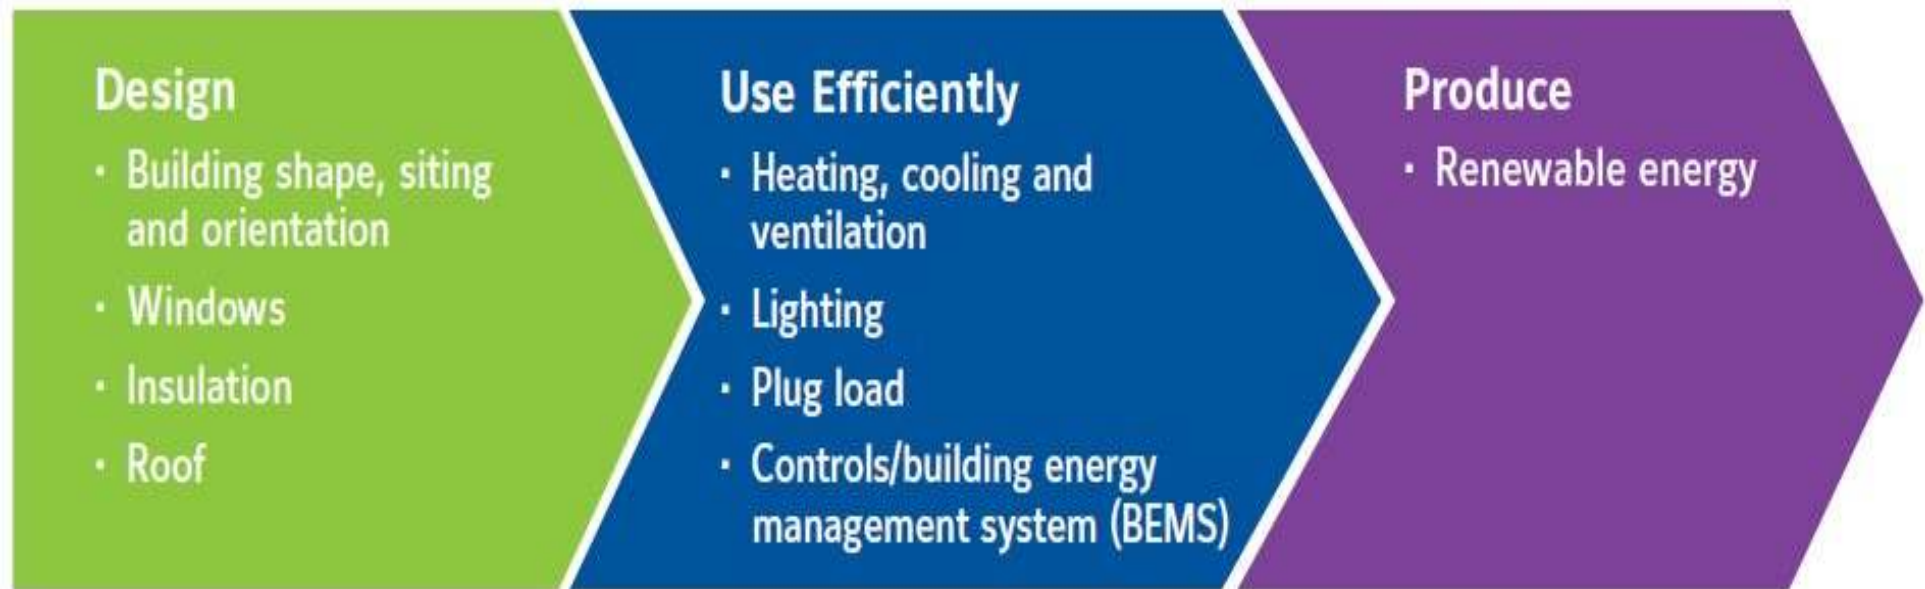 Design
· Building shape, siting
and orientation
· Windows
· Insulation
· Roof
Use Efficiently
· Heating, cooling and
ventilation
· Lighting
· Plug load
· Controls/building energy
management system (BEMS)
Produce
· Renewable energy